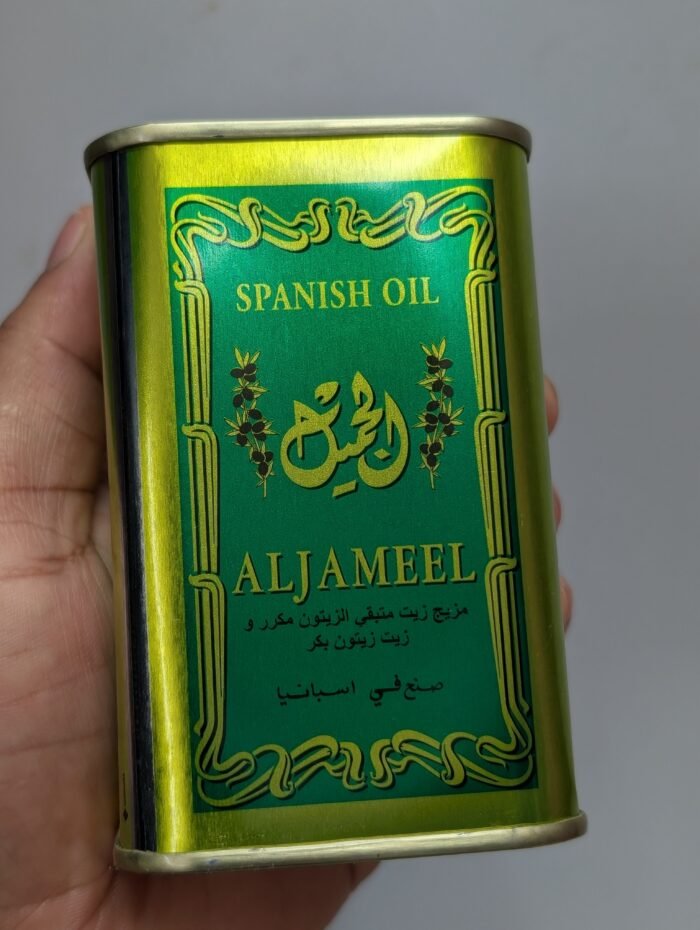 SPANISH OIL
الجميل
ALJAMEEL
مزيج زيت متبقي الزيتون مكرر و
زيت زيتون بكر
صنع في اسبانيا